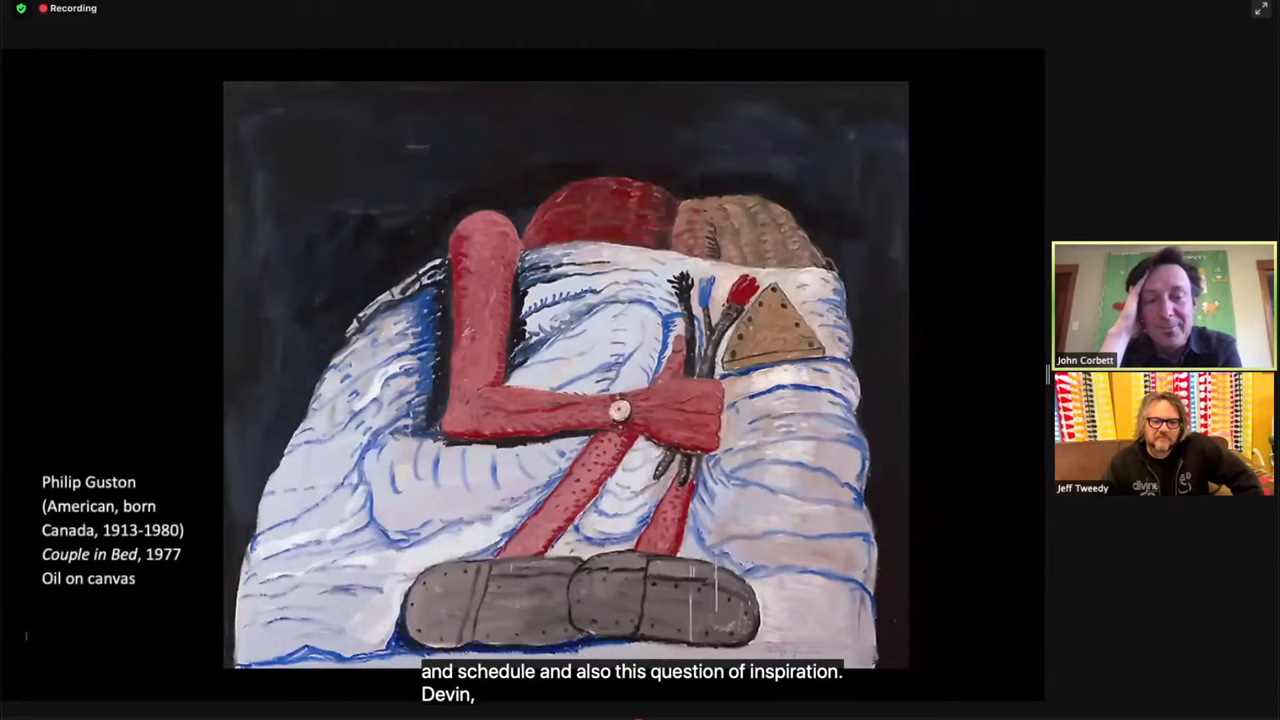 Recording
Philip Guston
(American, born
Canada, 1913-1980)
Couple in Bed, 1977
Oil on canvas
John Corbett
Jeff Tweedy
divine
and schedule and also this question of inspiration.
Devin,